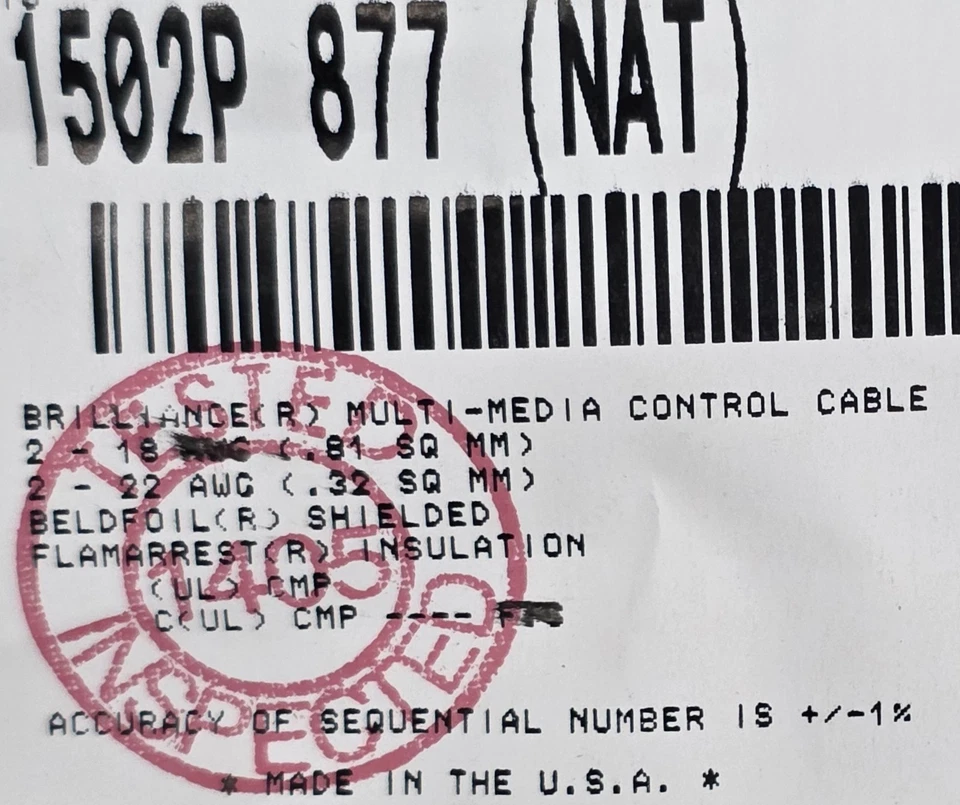 1502P 877 (NAT)
BRILLIANCE(R) MULTI-MEDIA CONTROL CABLE
2 - 18 AWG (.81 SQ MM)
2 - 22 AWG (.32 SQ MM)
BELDFOIL(R) SHIELDED
FLAMARREST(R) INSULATION
(UL) CMP
C(UL) CMP ----
ACCURACY OF SEQUENTIAL NUMBER IS +/-1%
* MADE IN THE U.S.A. *
TESTED
1405
INSPECTED